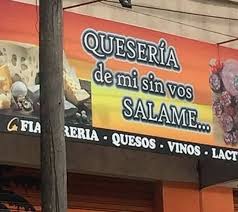 QUESERÍA
de mi sin vos
SALAME...
FIAMBRERIA - QUESOS - VINOS - LACT